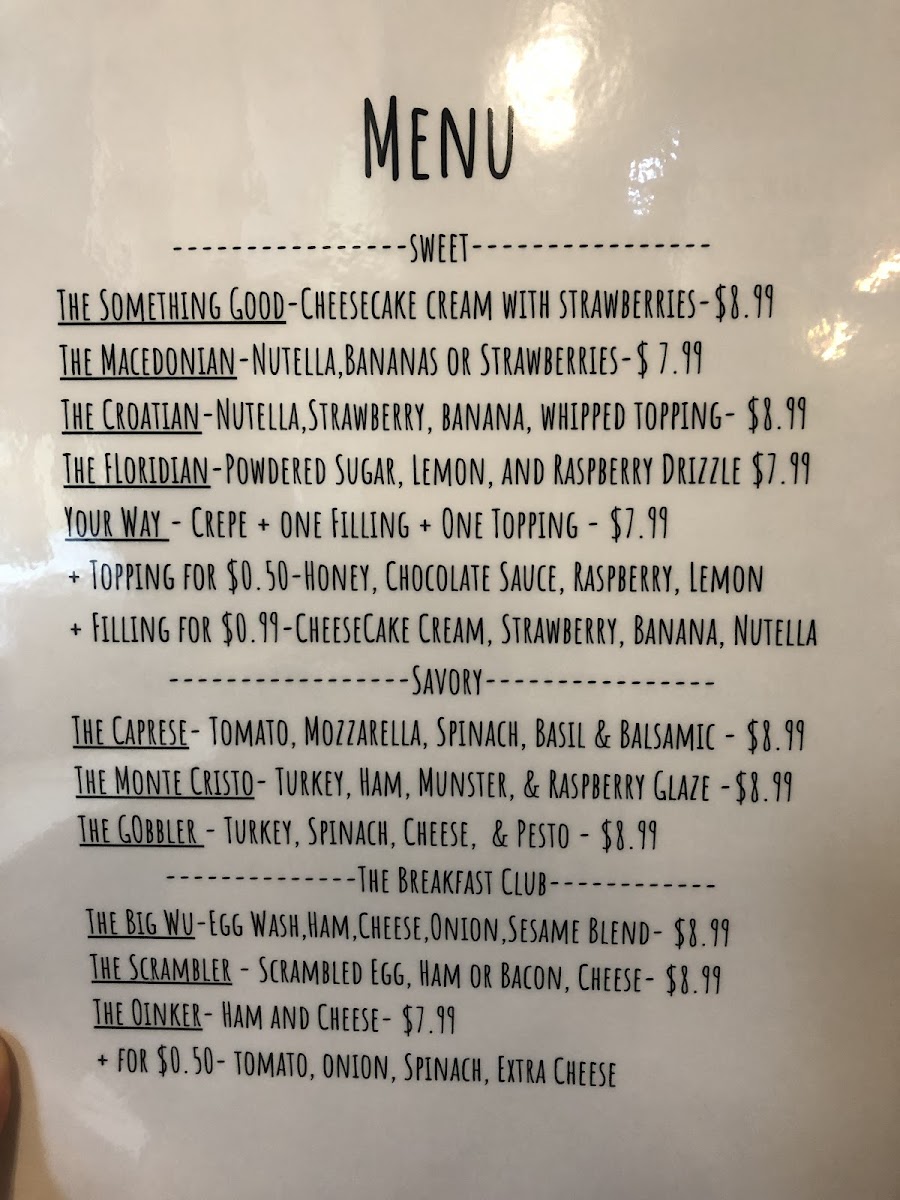 MENU
----------------SWEET----------------
THE SOMETHING GOOD-CHEESECAKE CREAM WITH STRAWBERRIES-$8.99
THE MACEDONIAN-NUTELLA,BANANAS OR STRAWBERRIES-$ 7.99
THE CROATIAN-NUTELLA,STRAWBERRY, BANANA, WHIPPED TOPPING- $8.99
THE FLORIDIAN-POWDERED SUGAR, LEMON, AND RASPBERRY DRIZZLE $7.99
YOUR WAY - CREPE + ONE FILLING + ONE TOPPING - $7.99
+ TOPPING FOR $0.50-HONEY, CHOCOLATE SAUCE, RASPBERRY, LEMON
+ FILLING FOR $0.99-CHEESECAKE CREAM, STRAWBERRY, BANANA, NUTELLA
-----------------SAVORY----------------
THE CAPRESE- TOMATO, MOZZARELLA, SPINACH, BASIL & BALSAMIC - $8.99
THE MONTE CRISTO- TURKEY, HAM, MUNSTER, & RASPBERRY GLAZE -$8.99
THE GOBBLER - TURKEY, SPINACH, CHEESE, & PESTO - $8.99
--------------THE BREAKFAST CLUB------------
THE BIG WU-EGG WASH,HAM,CHEESE,ONION,SESAME BLEND- $8.99
THE SCRAMBLER - SCRAMBLED EGG, HAM OR BACON, CHEESE- $8.99
THE OINKER- HAM AND CHEESE- $7.99
+ FOR $0.50- TOMATO, ONION, SPINACH, EXTRA CHEESE